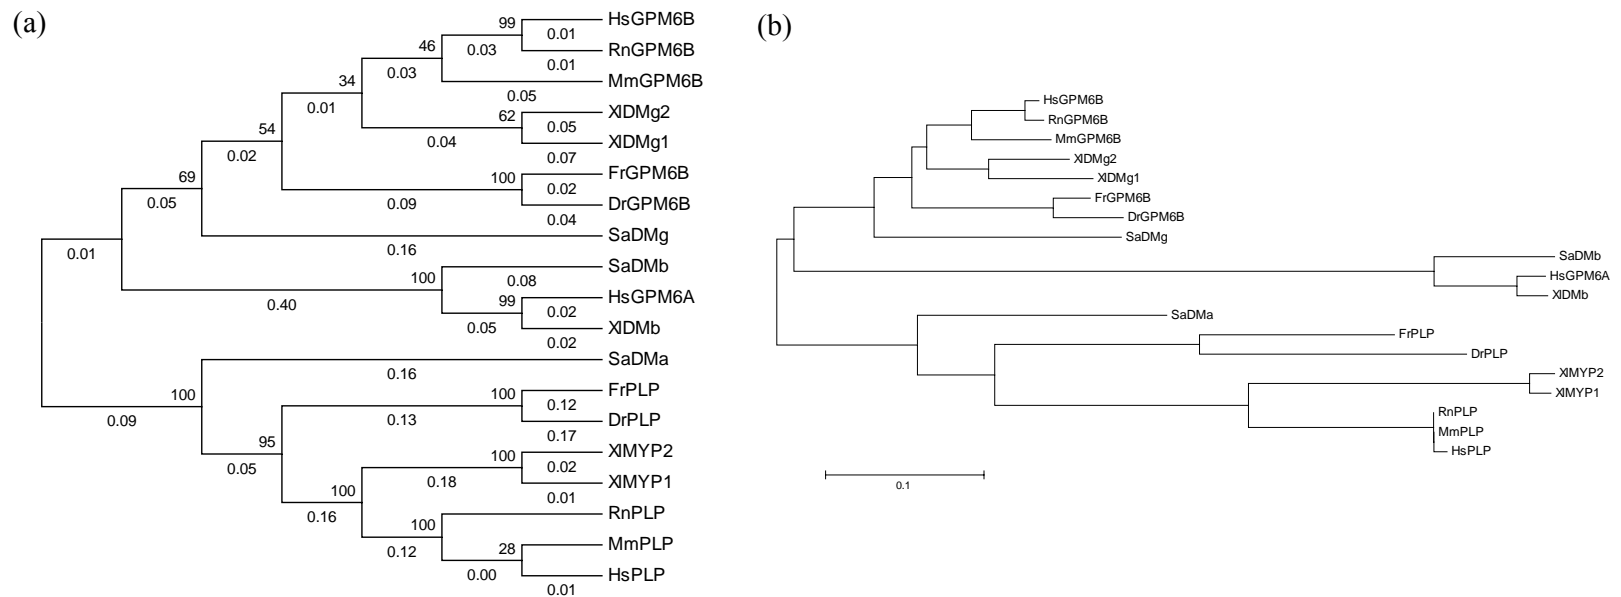 (a)
HsGPM6B
99
0.01
46
0.03
RnGPM6B
0.01
34
0.03
MmGPM6B
0.05
0.01
XlDMg2
62
0.05
54
0.04
XlDMg1
0.07
0.02
FrGPM6B
100
0.02
69
0.09
DrGPM6B
0.04
0.05
SaDMg
0.16
0.01
SaDMb
100
0.08
0.40
HsGPM6A
99
0.02
0.05
XlDMb
0.02
SaDMa
0.16
100
0.09
FrPLP
100
0.12
0.13
DrPLP
0.17
95
0.05
XlMYP2
100
0.02
0.18
XlMYP1
0.01
100
0.16
RnPLP
100
0.12
MmPLP
28
0.00
HsPLP
0.01
(b)
HsGPM6B
RnGPM6B
MmGPM6B
XlDMg2
XlDMg1
FrGPM6B
DrGPM6B
SaDMg
SaDMb
HsGPM6A
XlDMb
SaDMa
FrPLP
DrPLP
XlMYP2
XlMYP1
RnPLP
MmPLP
HsPLP
0.1